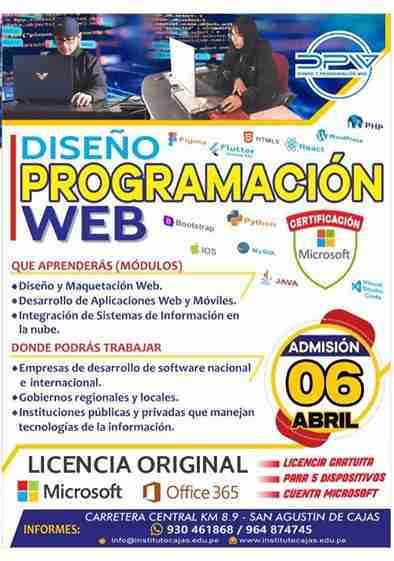 DPW
DISEÑO Y PROGRAMACIÓN WEB
PHP
WordPress
Figma
Flutter
HTML5
React
DISEÑO
PROGRAMACIÓN
WEB
Bootstrap
Python
iOS
MySQL
CERTIFICACIÓN
Microsoft
JAVA
Visual
Studio
Code
QUE APRENDERÁS (MÓDULOS)
Diseño y Maquetación Web.
Desarrollo de Aplicaciones Web y Móviles.
Integración de Sistemas de Información en
la nube.
DONDE PODRÁS TRABAJAR
Empresas de desarrollo de software nacional
e internacional.
Gobiernos regionales y locales.
Instituciones públicas y privadas que manejan
tecnologías de la información.
ADMISIÓN
06
ABRIL
LICENCIA ORIGINAL
Microsoft
Office 365
LICENCIA GRATUITA
PARA 5 DISPOSITIVOS
CUENTA MICROSOFT
CARRETERA CENTRAL KM 8.9 - SAN AGUSTIN DE CAJAS
INFORMES:
930 461868 / 964 874745
info@institutocajas.edu.pe
www.institutocajas.edu.pe